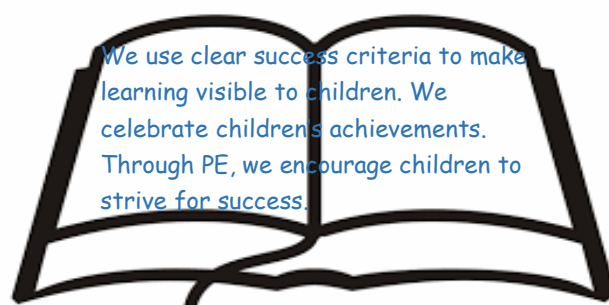 We use clear success criteria to make
learning visible to children. We
celebrate children's achievements.
Through PE, we encourage children to
strive for success.